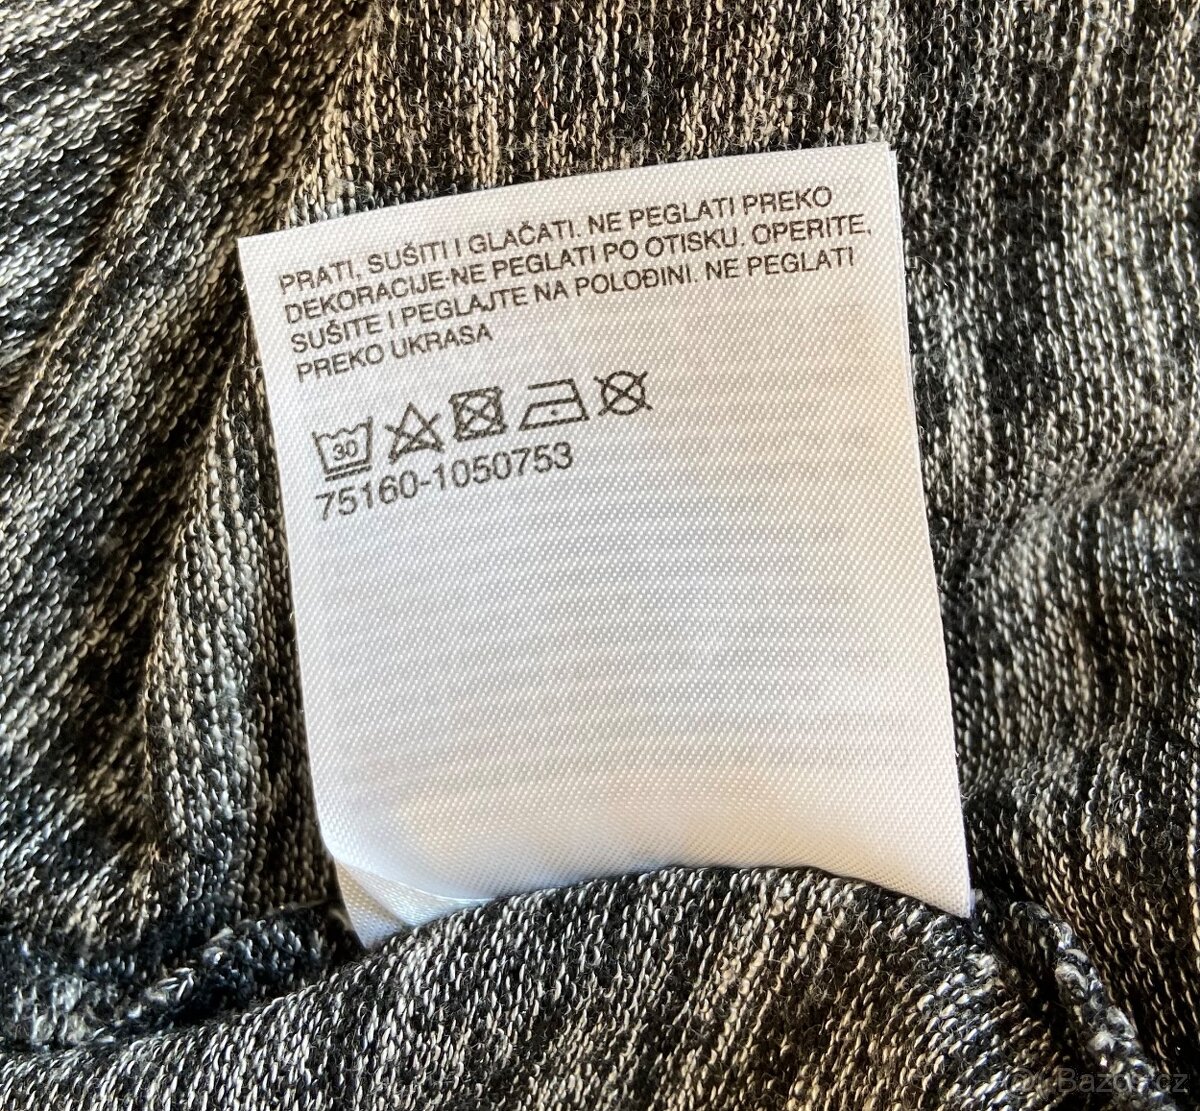 PRATI, SUŠITI I GLAČATI. NE PEGLATI PREKO
DEKORACIJE-NE PEGLATI PO OTISKU. OPERITE,
SUŠITE I PEGLAJTE NA POLOĐINI. NE PEGLATI
PREKO UKRASA
30
75160-1050753
Bazoš.cz